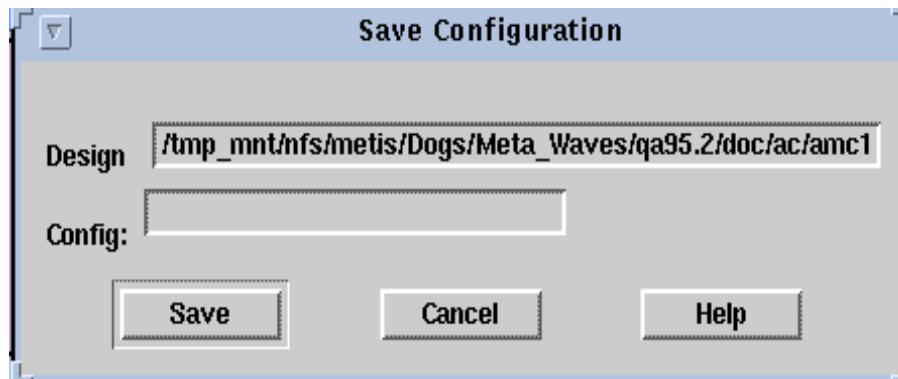 Save Configuration
Design /tmp_mnt/nfs/metis/Dogs/Meta_Waves/qa95.2/doc/ac/amc1
Config:
Save Cancel Help